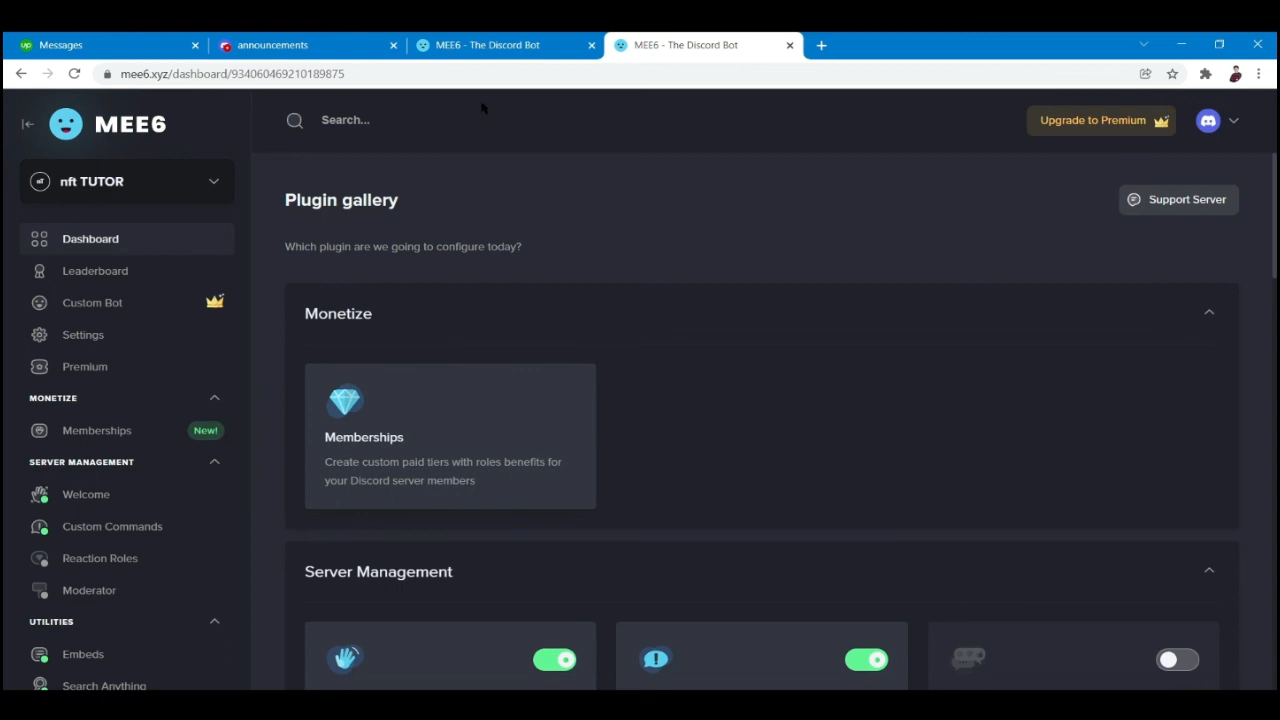 Messages
announcements
MEE6 - The Discord Bot
MEE6 - The Discord Bot
mee6.xyz/dashboard/934060469210189875
MEE6
Search...
Upgrade to Premium
nT
nft TUTOR
Plugin gallery
Support Server
Which plugin are we going to configure today?
Dashboard
Leaderboard
Custom Bot
Settings
Premium
MONETIZE
Memberships
New!
SERVER MANAGEMENT
Welcome
Custom Commands
Reaction Roles
Moderator
UTILITIES
Embeds
Search Anything
Monetize
Memberships
Create custom paid tiers with roles benefits for
your Discord server members
Server Management